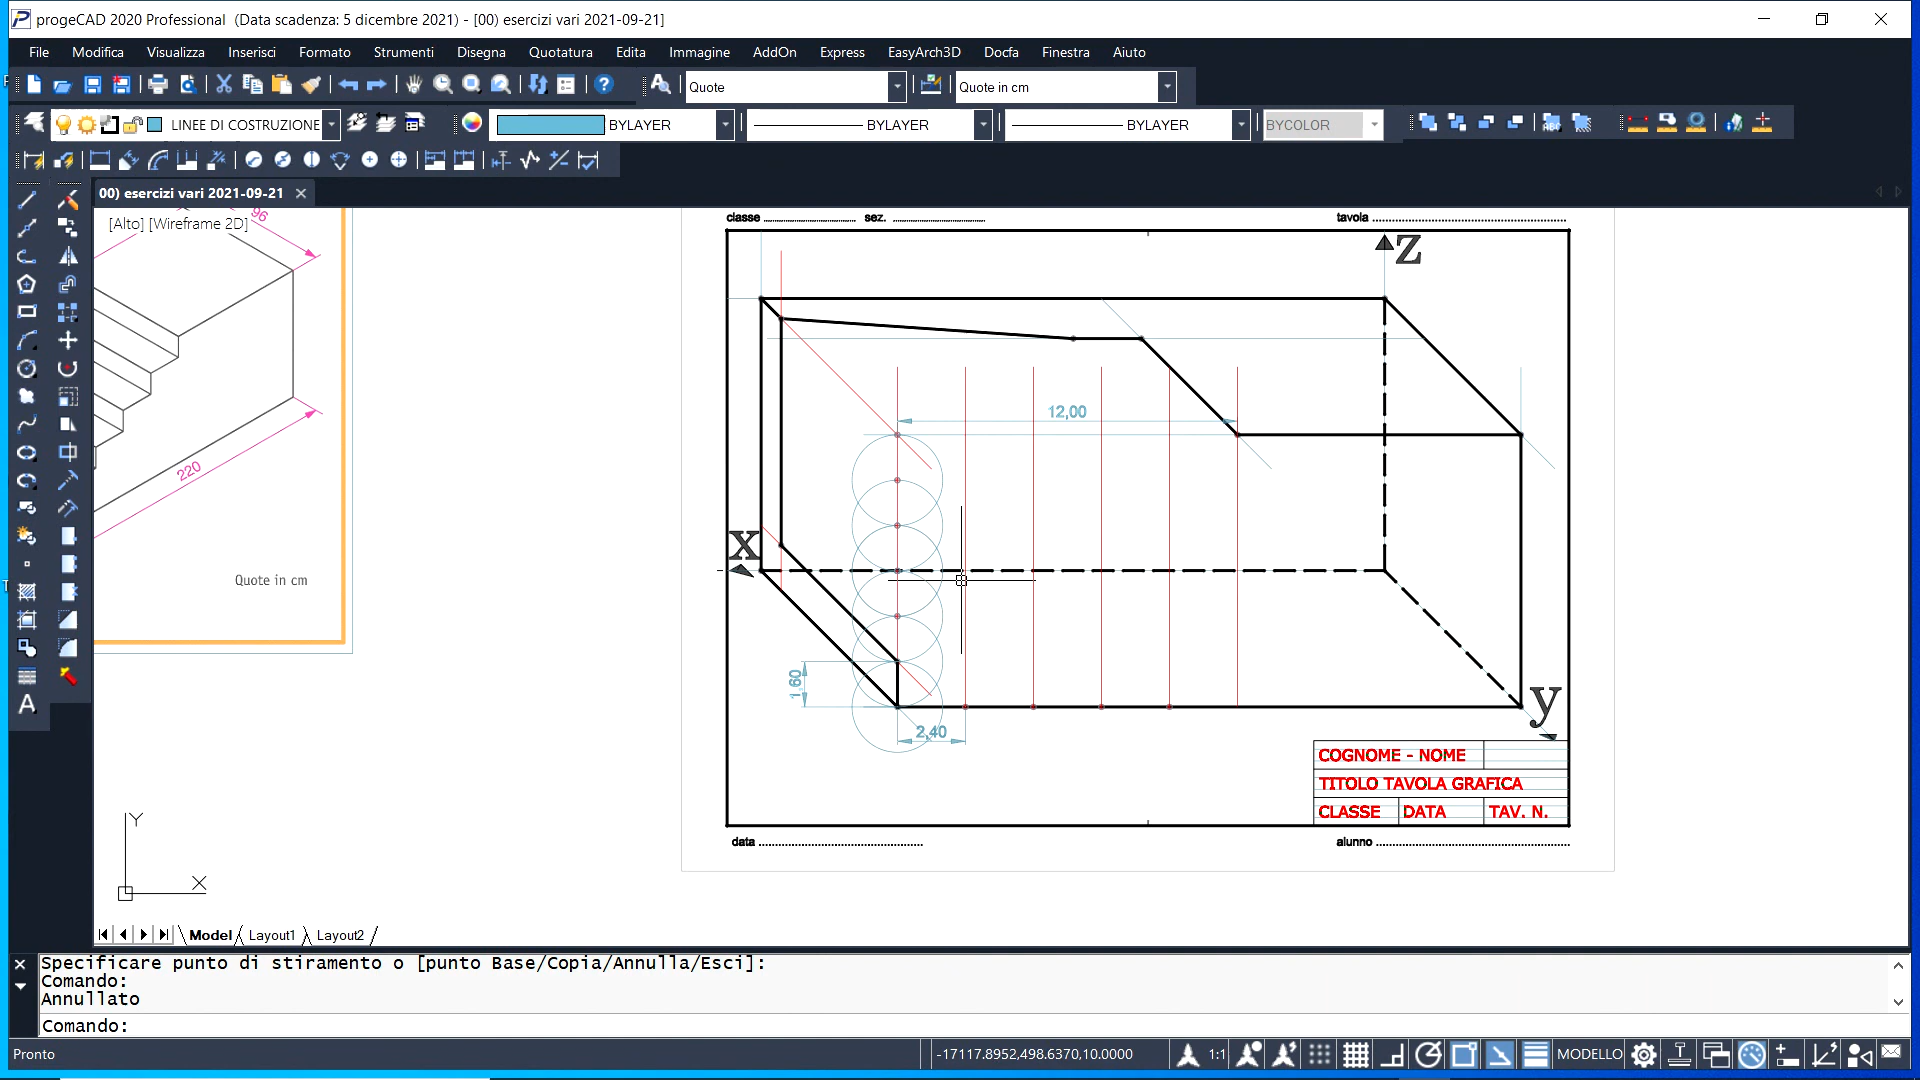 progeCAD 2020 Professional (Data scadenza: 5 dicembre 2021) - [00) esercizi vari 2021-09-21]
File Modifica Visualizza Inserisci Formato Strumenti Disegna Quotatura Edita Immagine AddOn Express EasyArch3D Docfa Finestra Aiuto
Quote Quote in cm
LINEE DI COSTRUZIONE BYLAYER BYLAYER BYLAYER BYCOLOR
00) esercizi vari 2021-09-21
[Alto] [Wireframe 2D]
96
220
Quote in cm
classe sez. tavola
Z
12,00
X
1,60
2,40
y
COGNOME - NOME
TITOLO TAVOLA GRAFICA
CLASSE DATA TAV. N.
data alunno
Y
X
Model Layout1 Layout2
Specificare punto di stiramento o [punto Base/Copia/Annulla/Esci]:
Comando:
Annullato
Comando:
Pronto -17117.8952,498.6370,10.0000 1:1 MODELLO